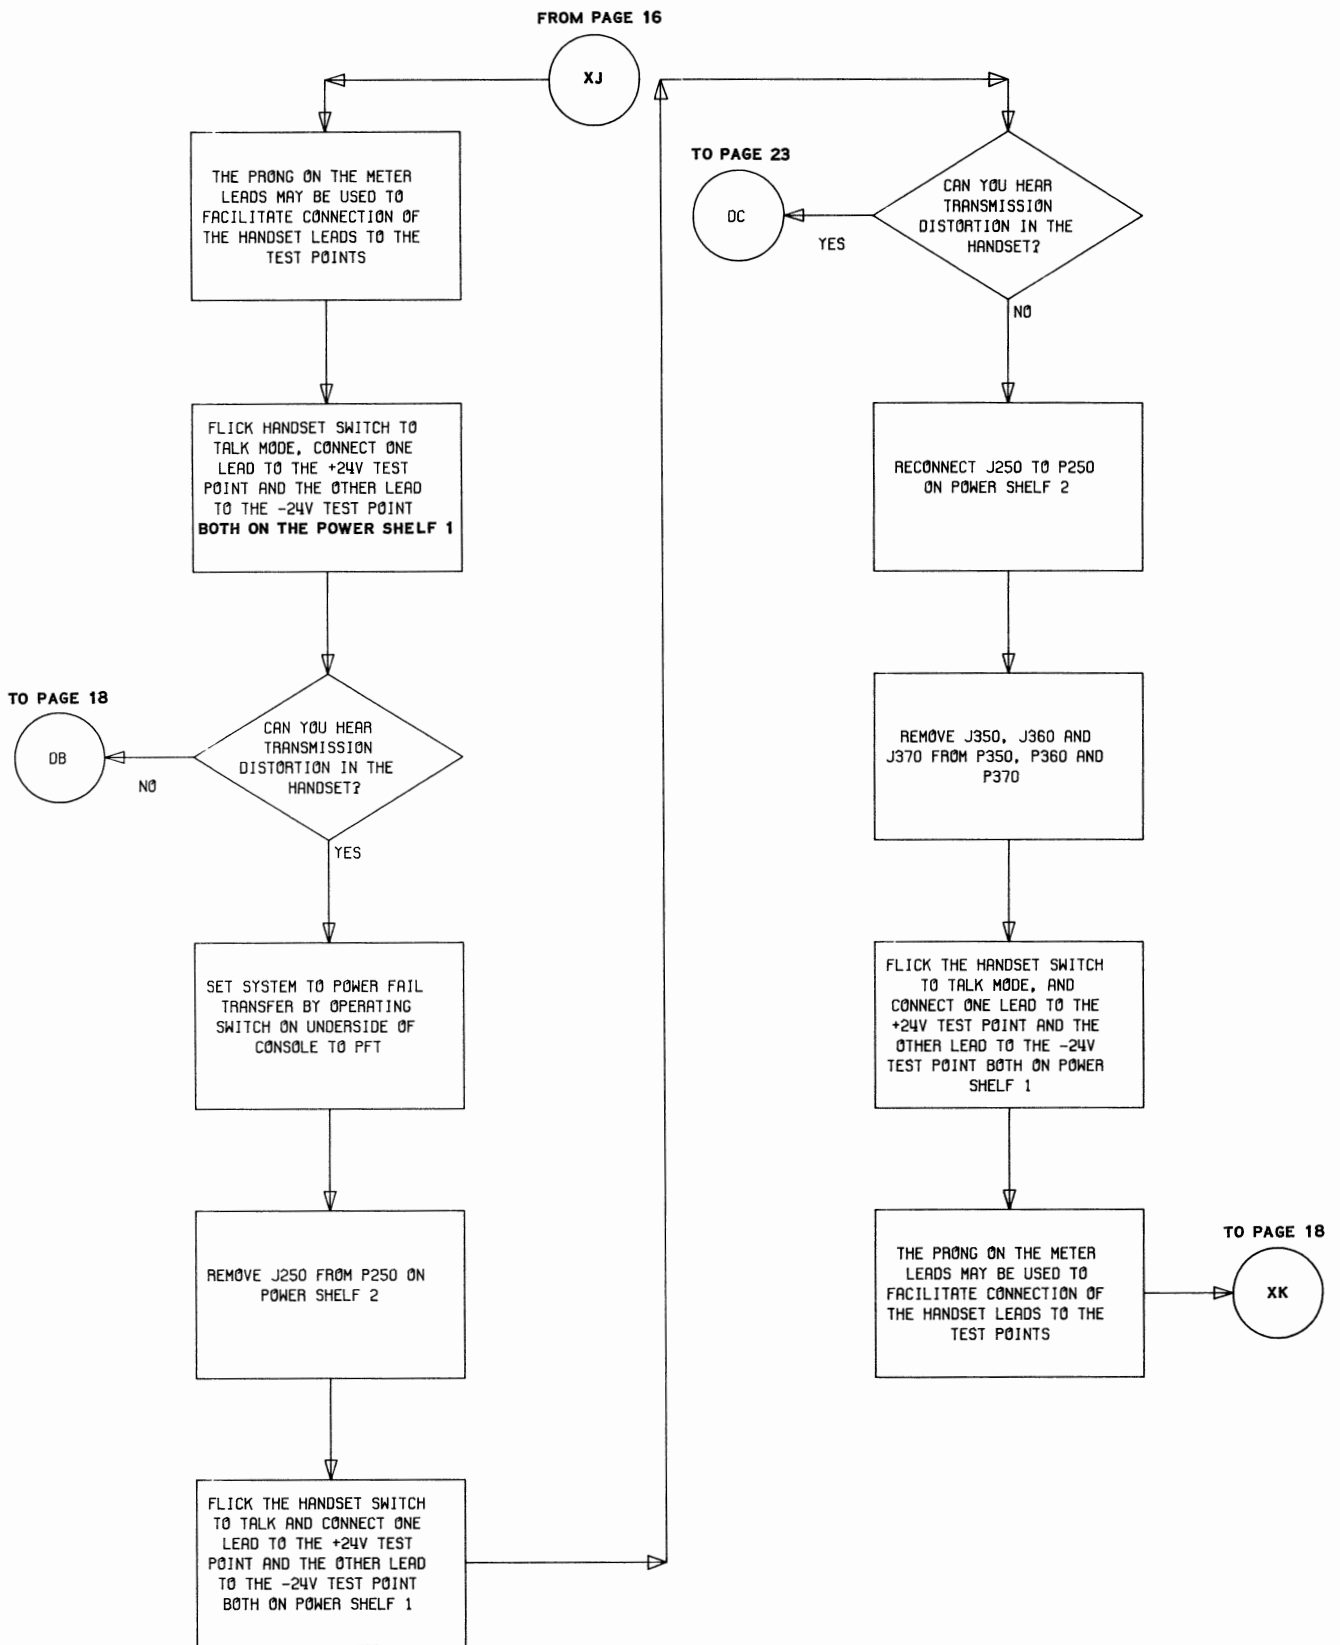 FROM PAGE 16
XJ
THE PRONG ON THE METER
LEADS MAY BE USED TO
FACILITATE CONNECTION OF
THE HANDSET LEADS TO THE
TEST POINTS
FLICK HANDSET SWITCH TO
TALK MODE, CONNECT ONE
LEAD TO THE +24V TEST
POINT AND THE OTHER LEAD
TO THE -24V TEST POINT
BOTH ON THE POWER SHELF 1
TO PAGE 18
DB
NO
CAN YOU HEAR
TRANSMISSION
DISTORTION IN THE
HANDSET?
YES
SET SYSTEM TO POWER FAIL
TRANSFER BY OPERATING
SWITCH ON UNDERSIDE OF
CONSOLE TO PFT
REMOVE J250 FROM P250 ON
POWER SHELF 2
FLICK THE HANDSET SWITCH
TO TALK AND CONNECT ONE
LEAD TO THE +24V TEST
POINT AND THE OTHER LEAD
TO THE -24V TEST POINT
BOTH ON POWER SHELF 1
TO PAGE 23
DC
YES
CAN YOU HEAR
TRANSMISSION
DISTORTION IN THE
HANDSET?
NO
RECONNECT J250 TO P250
ON POWER SHELF 2
REMOVE J350, J360 AND
J370 FROM P350, P360 AND
P370
FLICK THE HANDSET SWITCH
TO TALK MODE, AND
CONNECT ONE LEAD TO THE
+24V TEST POINT AND THE
OTHER LEAD TO THE -24V
TEST POINT BOTH ON POWER
SHELF 1
THE PRONG ON THE METER
LEADS MAY BE USED TO
FACILITATE CONNECTION OF
THE HANDSET LEADS TO THE
TEST POINTS
TO PAGE 18
XK